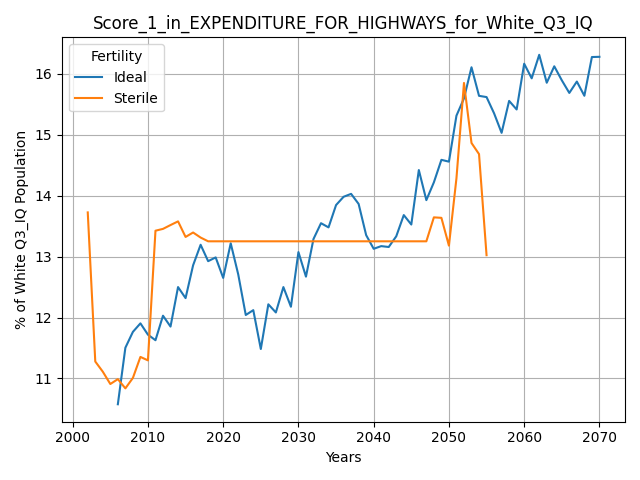 Score_1_in_EXPENDITURE_FOR_HIGHWAYS_for_White_Q3_IQ
Fertility
Ideal
Sterile
% of White Q3_IQ Population
16
15
14
13
12
11
2000 2010 2020 2030 2040 2050 2060 2070
Years